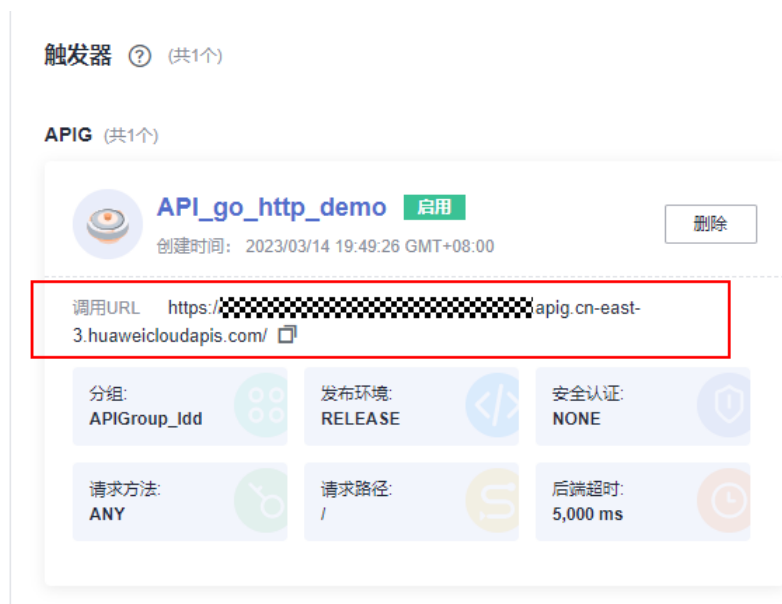 触发器 (共1个)
APIG (共1个)
API_go_http_demo 启用
删除
创建时间： 2023/03/14 19:49:26 GMT+08:00
调用URL https:/ apig.cn-east-
3.huaweicloudapis.com/
分组: 发布环境: 安全认证:
APIGroup_ldd RELEASE NONE
请求方法: 请求路径: 后端超时:
ANY / 5,000 ms